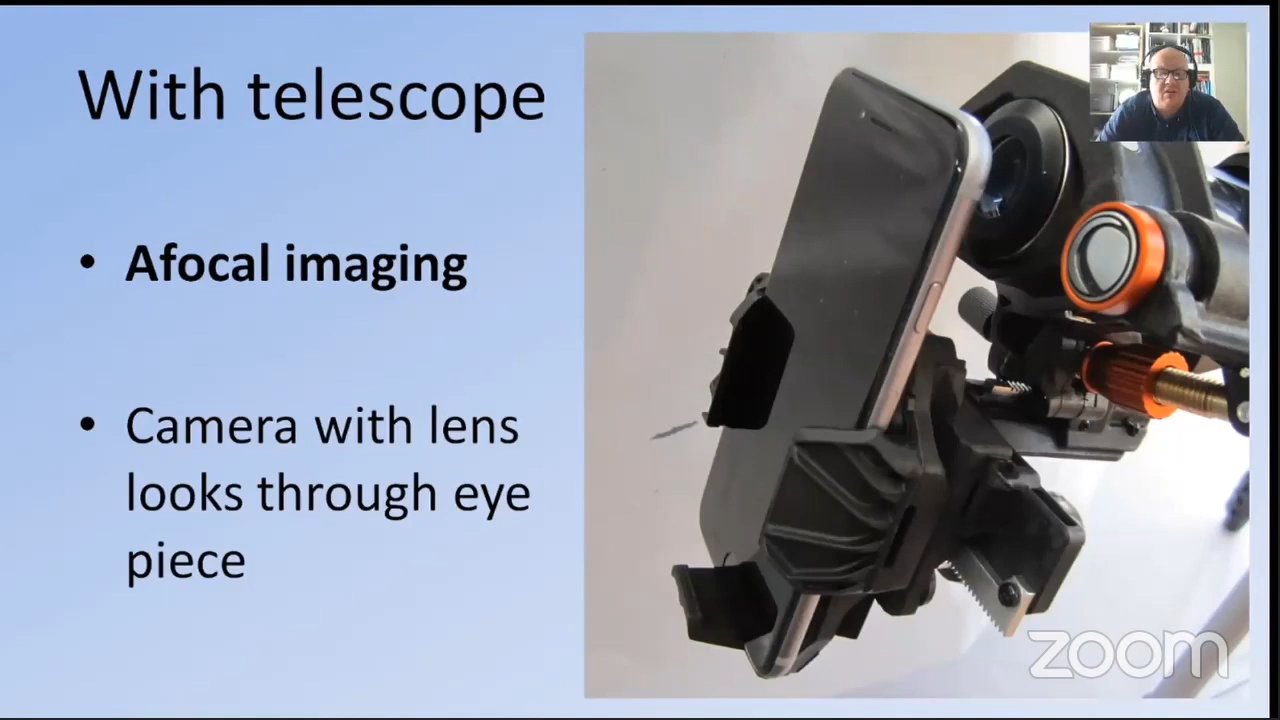 With telescope
• Afocal imaging
• Camera with lens
looks through eye
piece
zoom